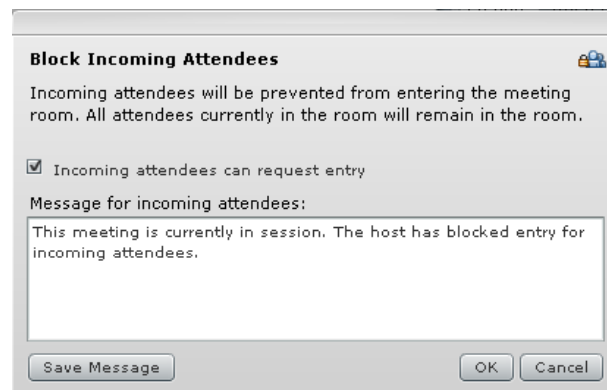 Block Incoming Attendees
Incoming attendees will be prevented from entering the meeting
room. All attendees currently in the room will remain in the room.
Incoming attendees can request entry
Message for incoming attendees:
This meeting is currently in session. The host has blocked entry for
incoming attendees.
Save Message
OK
Cancel